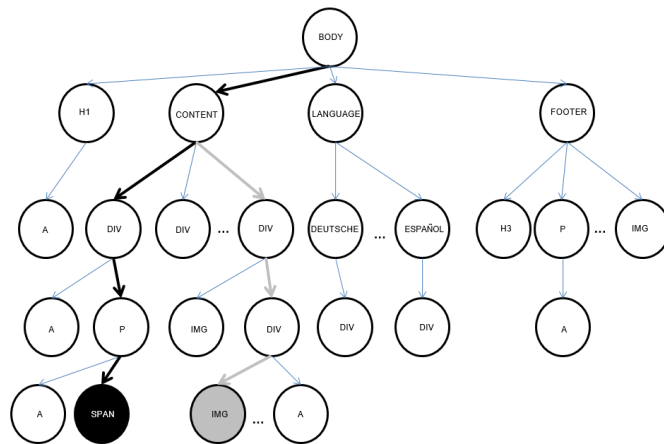 BODY
H1 CONTENT LANGUAGE FOOTER
A DIV DIV ... DIV DEUTSCHE ... ESPAÑOL H3 P ... IMG
A P IMG DIV DIV DIV A
A SPAN IMG ... A